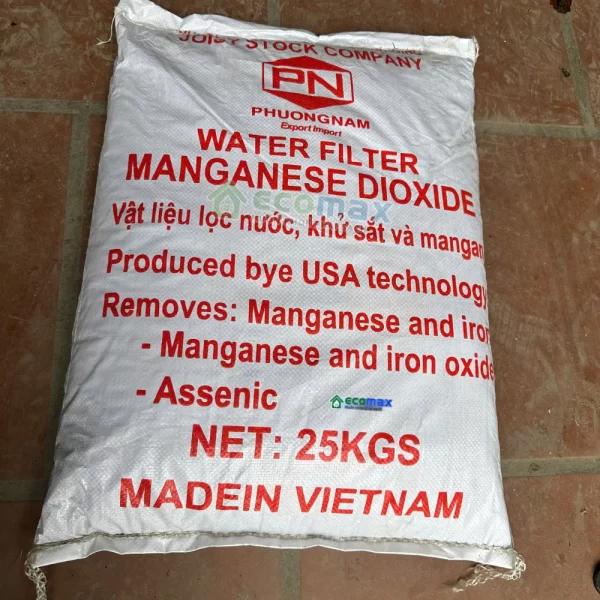 JOINT STOCK COMPANY
PN
PHUONGNAM
Export Import
WATER FILTER
MANGANESE DIOXIDE
ecomax
Vật liệu lọc nước, khử sắt và mangan
Produced bye USA technology
Removes: Manganese and iron
- Manganese and iron oxide
- Assenic
ecomax
NET: 25KGS
MADEIN VIETNAM